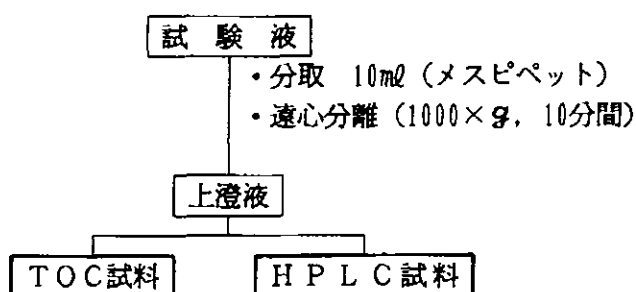 試 験 液
・分取 10mℓ（メスピペット）
・遠心分離（1000×g, 10分間）
上澄液
TOC試料
HPLC試料